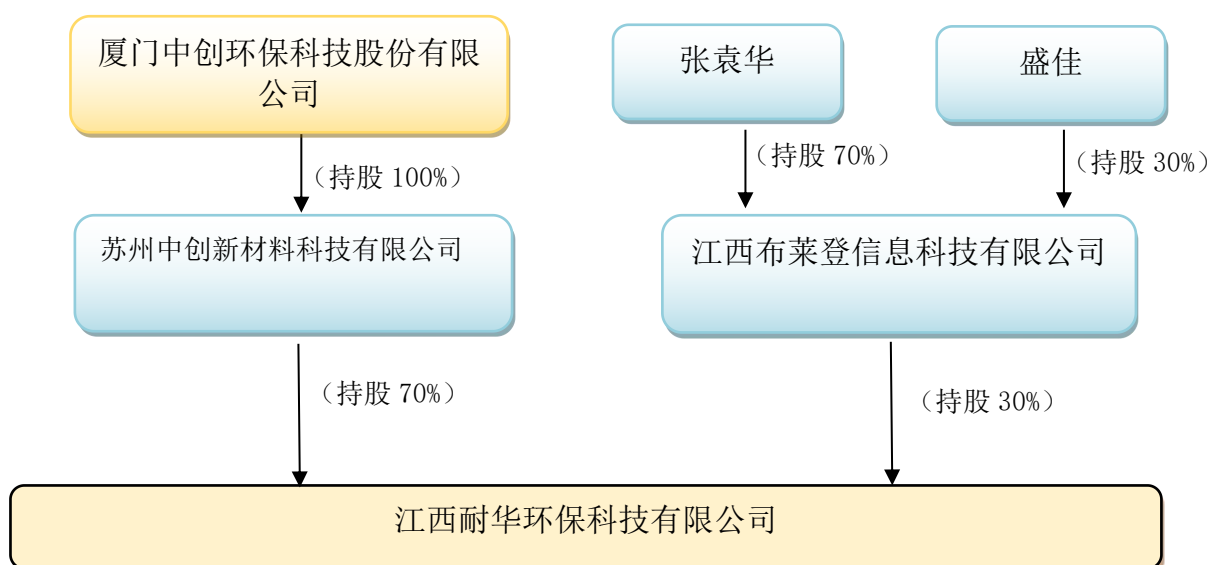 厦门中创环保科技股份有限
公司
张袁华
盛佳
（持股 100%）
（持股 70%）
（持股 30%）
苏州中创新材料科技有限公司
江西布莱登信息科技有限公司
（持股 70%）
（持股 30%）
江西耐华环保科技有限公司